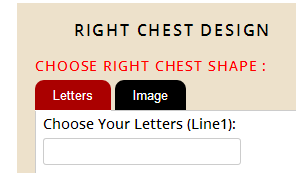 RIGHT CHEST DESIGN
CHOOSE RIGHT CHEST SHAPE :
Letters Image
Choose Your Letters (Line1):